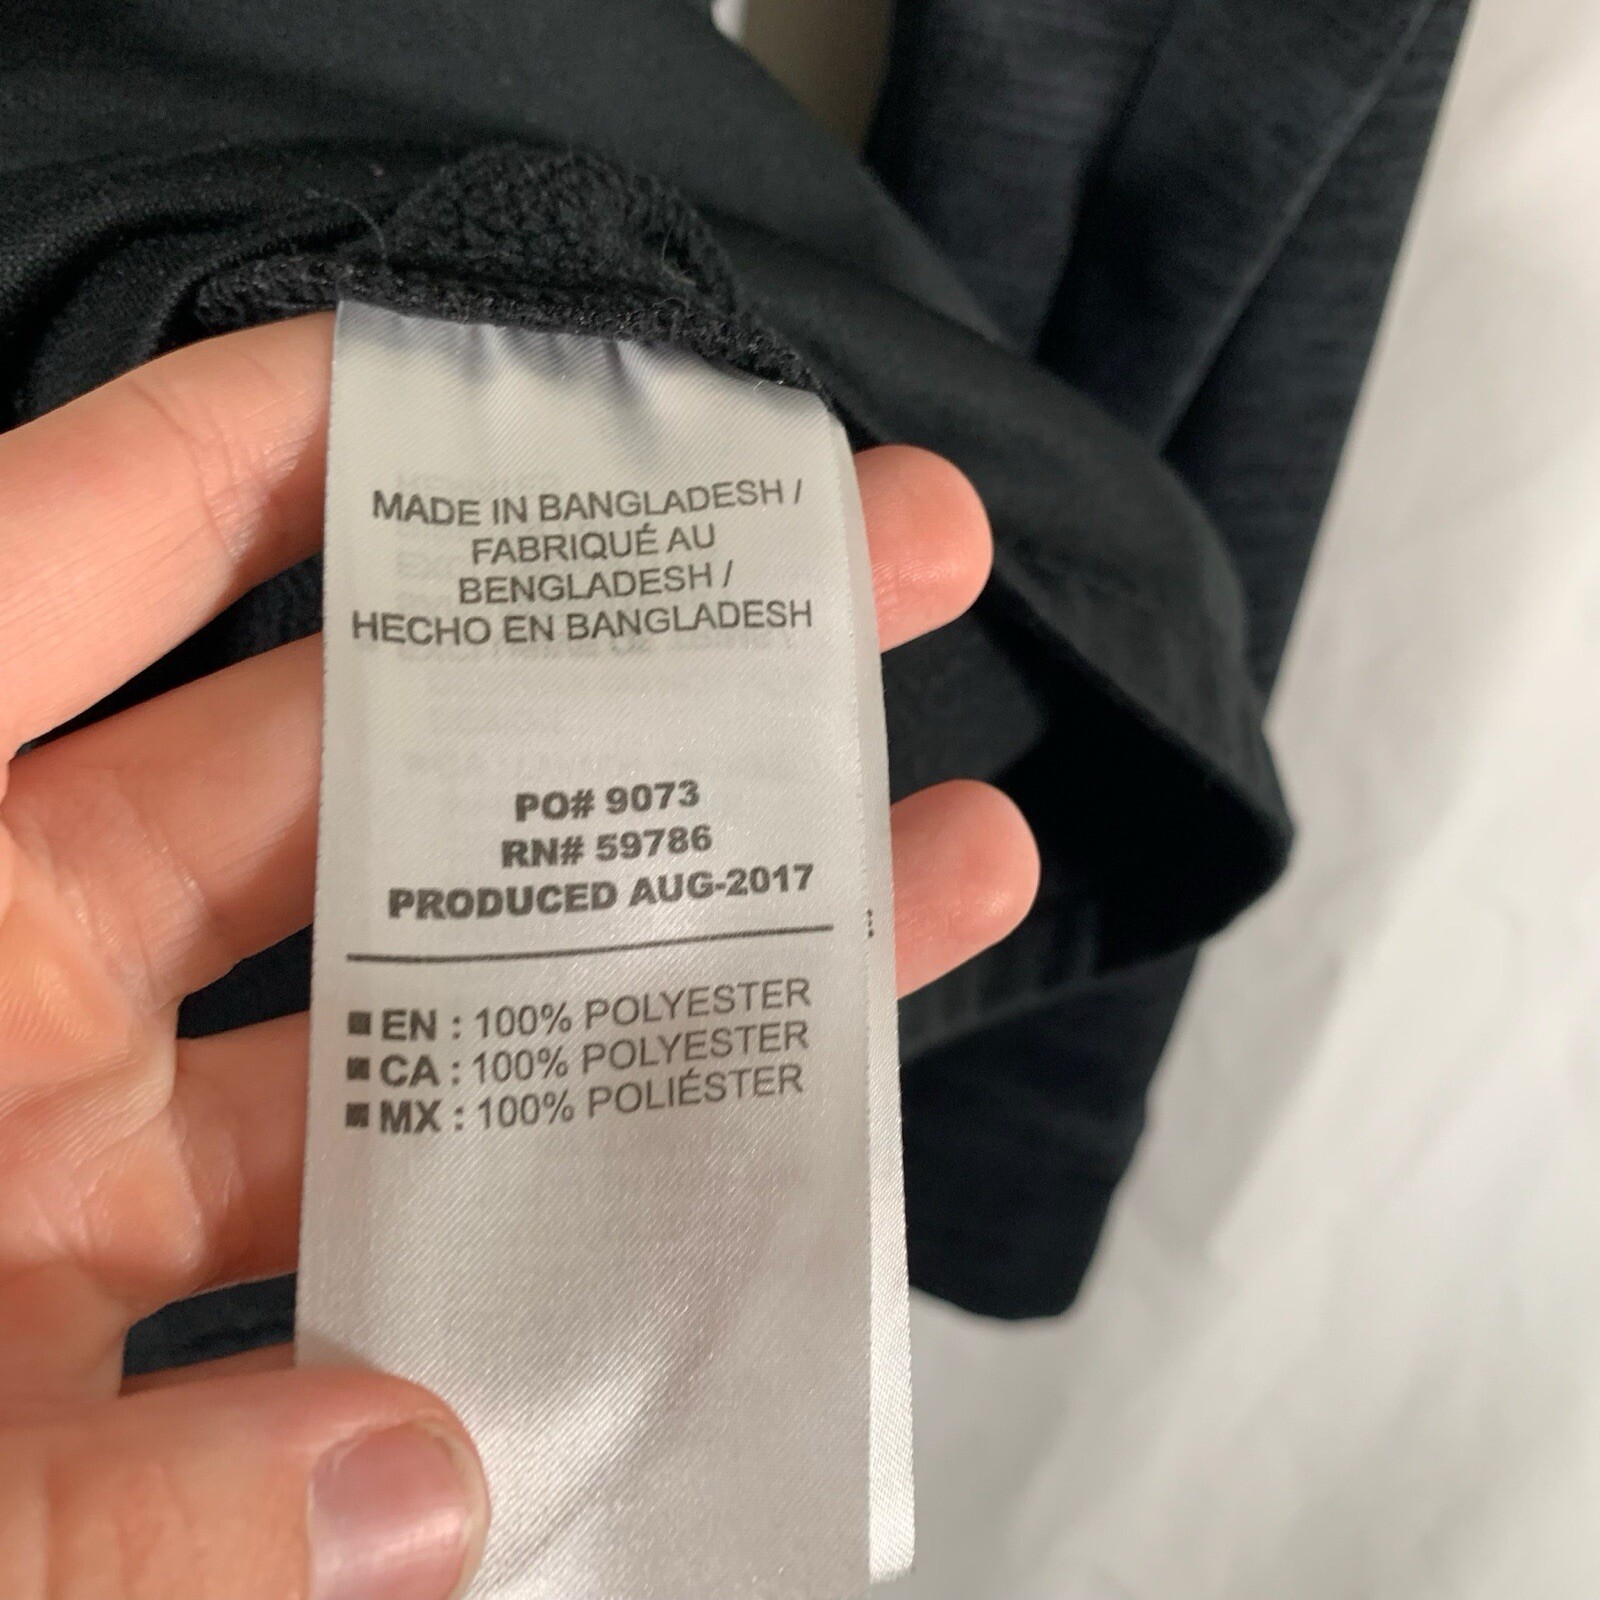 MADE IN BANGLADESH /
FABRIQUÉ AU
BENGLADESH /
HECHO EN BANGLADESH
PO# 9073
RN# 59786
PRODUCED AUG-2017
■ EN : 100% POLYESTER
■ CA : 100% POLYESTER
■ MX : 100% POLIÉSTER